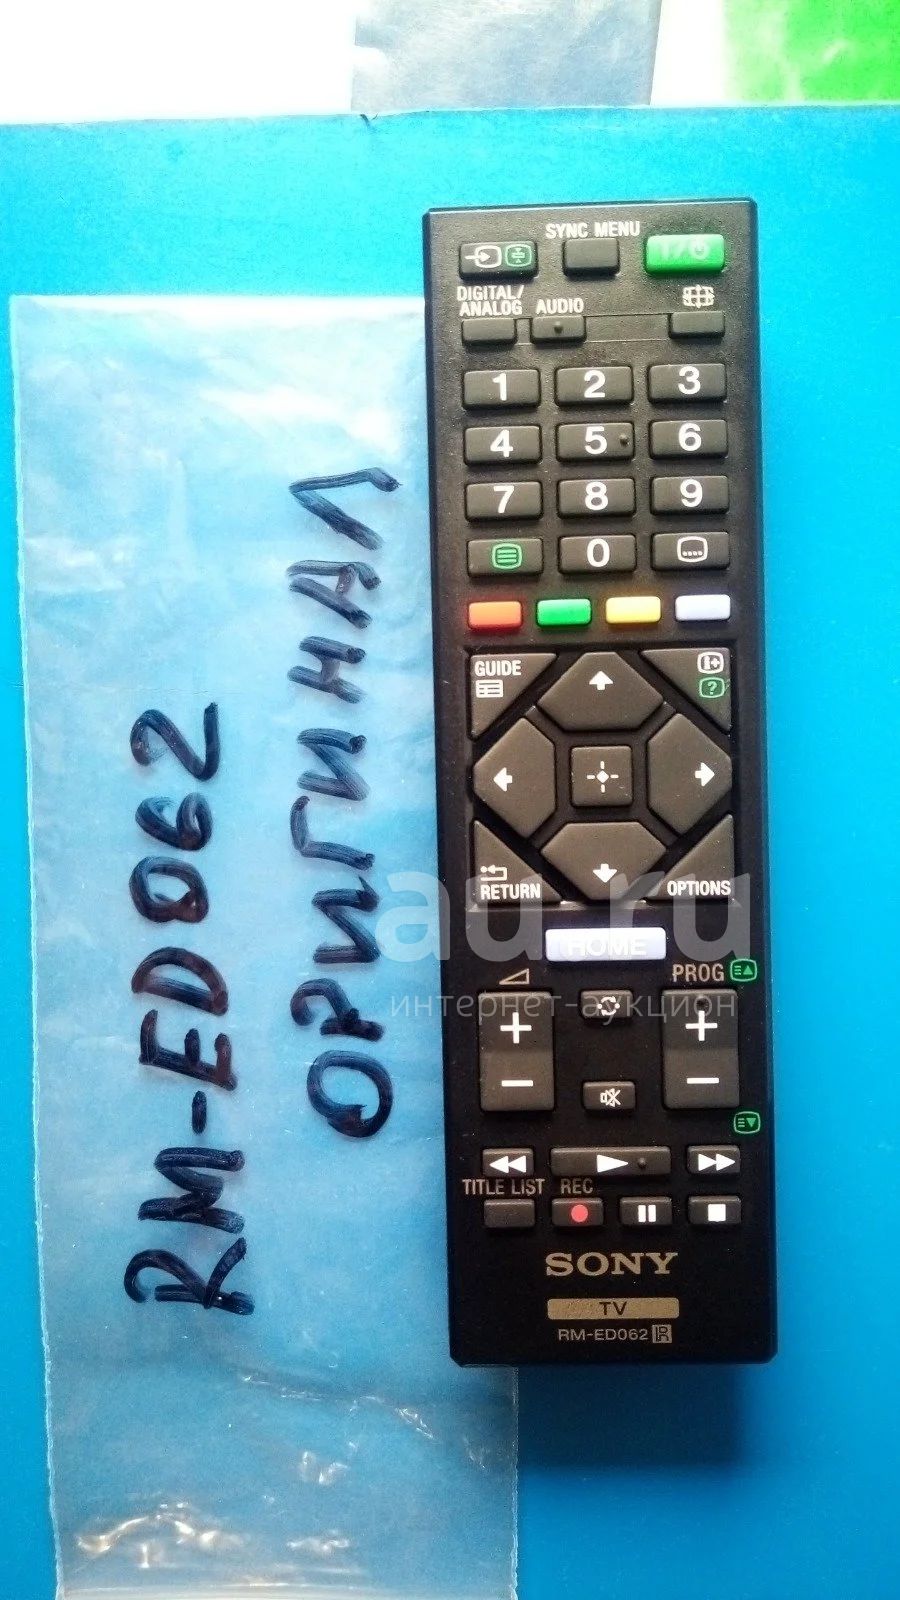 SYNC MENU
I/⏻
DIGITAL/
ANALOG
AUDIO
1 2 3
4 5 6
7 8 9
0
GUIDE
RETURN
OPTIONS
HOME
PROG
+ +
− −
TITLE LIST
REC
SONY
TV
RM-ED062 IR
RM-ED062
ОРИГИНАЛ
au.ru
интернет-аукцион